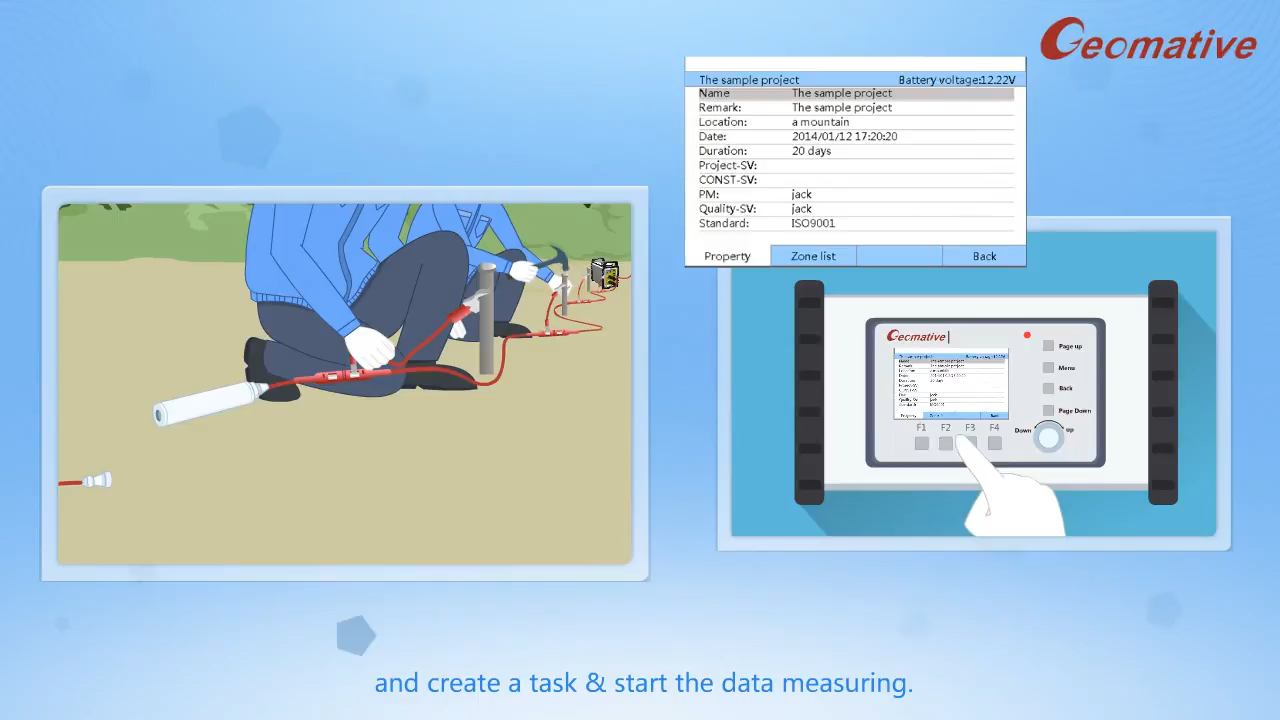 Geomative
The sample project Battery voltage:12.22V
Name The sample project
Remark: The sample project
Location: a mountain
Date: 2014/01/12 17:20:20
Duration: 20 days
Project-SV:
CONST-SV:
PM: jack
Quality-SV: jack
Standard: ISO9001
Property Zone list Back
Geomative
Page up
Menu
Back
Page Down
F1 F2 F3 F4
Down up
and create a task & start the data measuring.